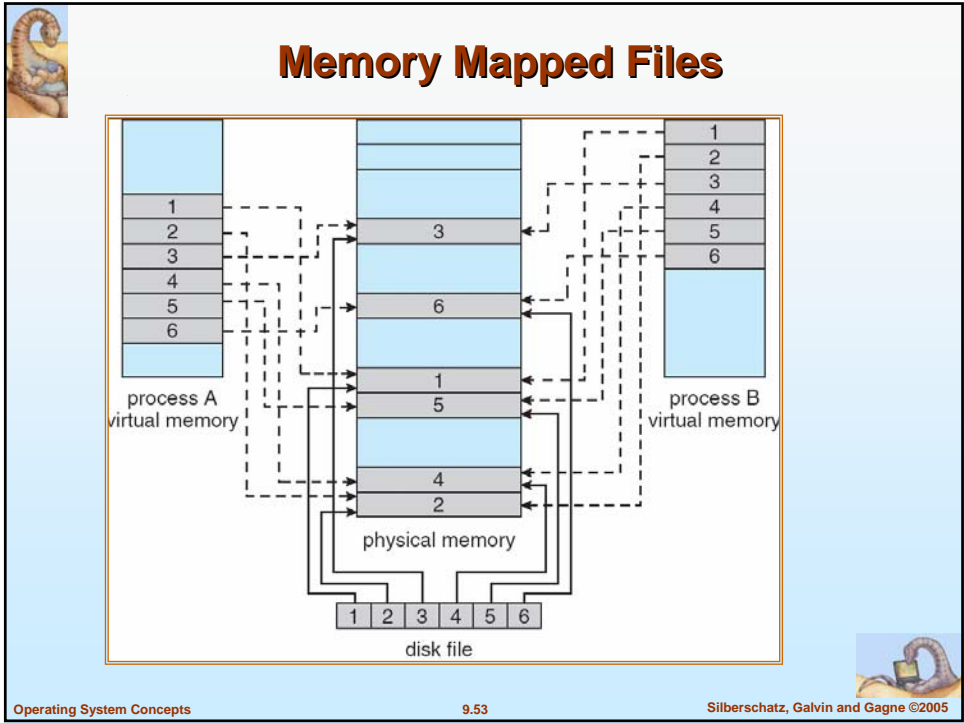 Memory Mapped Files
1
2
3
4
5
6
process A
virtual memory
3
6
1
5
4
2
physical memory
1
2
3
4
5
6
process B
virtual memory
1 2 3 4 5 6
disk file
Operating System Concepts
9.53
Silberschatz, Galvin and Gagne ©2005